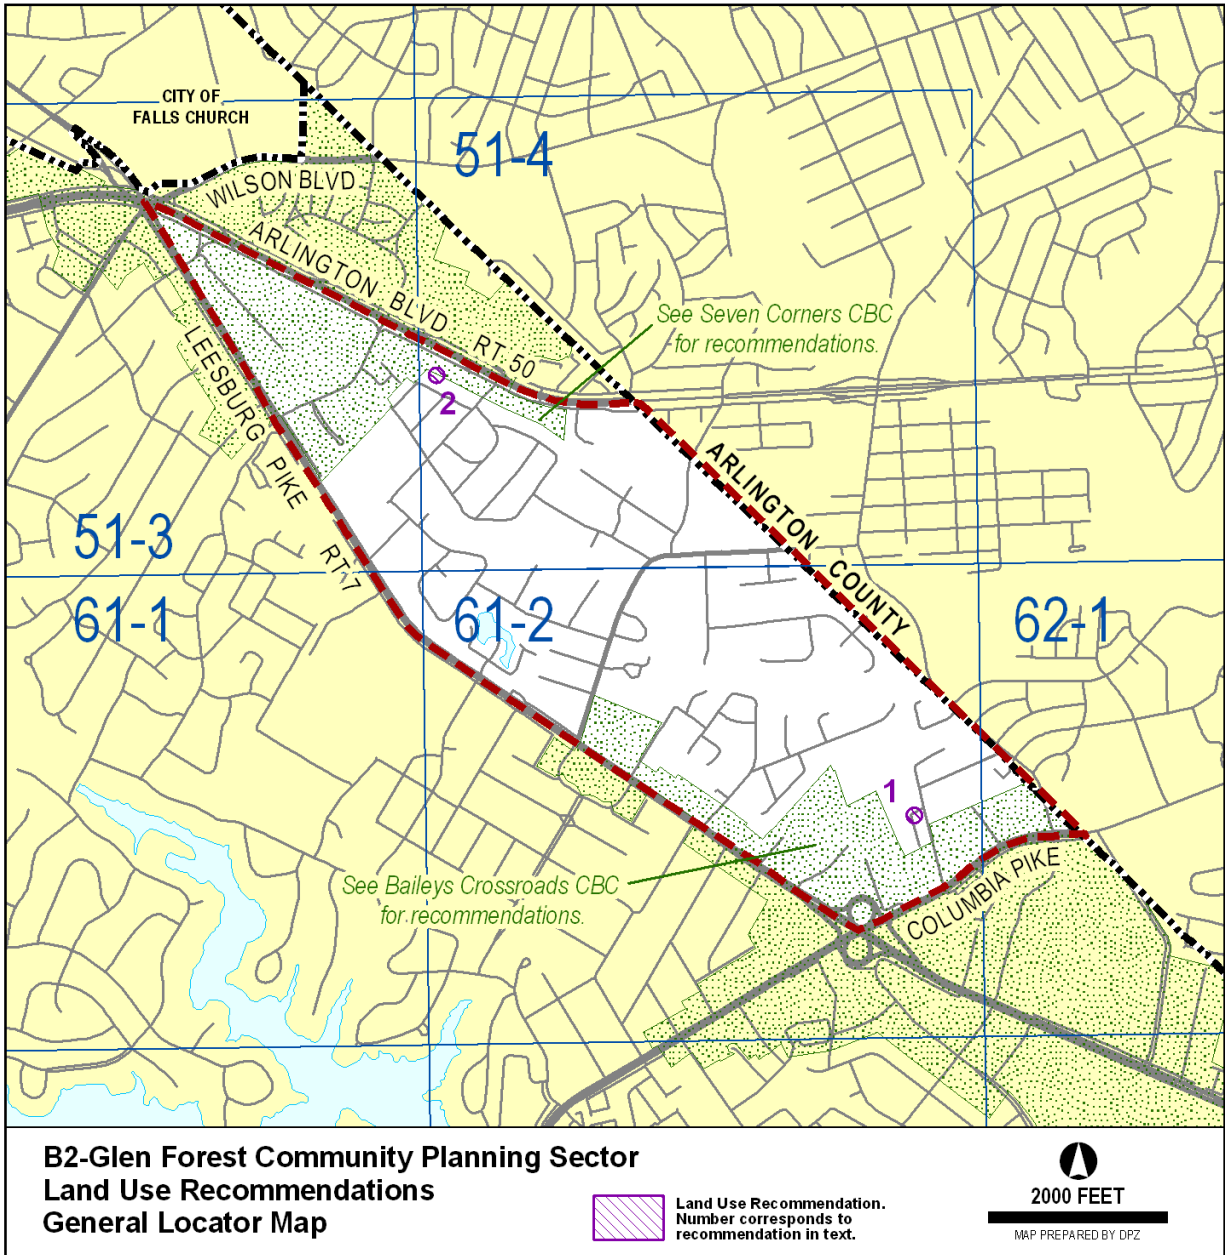 CITY OF
FALLS CHURCH
51-4
WILSON BLVD
ARLINGTON BLVD RT 50
See Seven Corners CBC
for recommendations.
2
LEESBURG PIKE RT 7
ARLINGTON COUNTY
51-3
61-1
61-2
62-1
1
See Baileys Crossroads CBC
for recommendations.
COLUMBIA PIKE
B2-Glen Forest Community Planning Sector
Land Use Recommendations
General Locator Map
Land Use Recommendation.
Number corresponds to
recommendation in text.
2000 FEET
MAP PREPARED BY DPZ